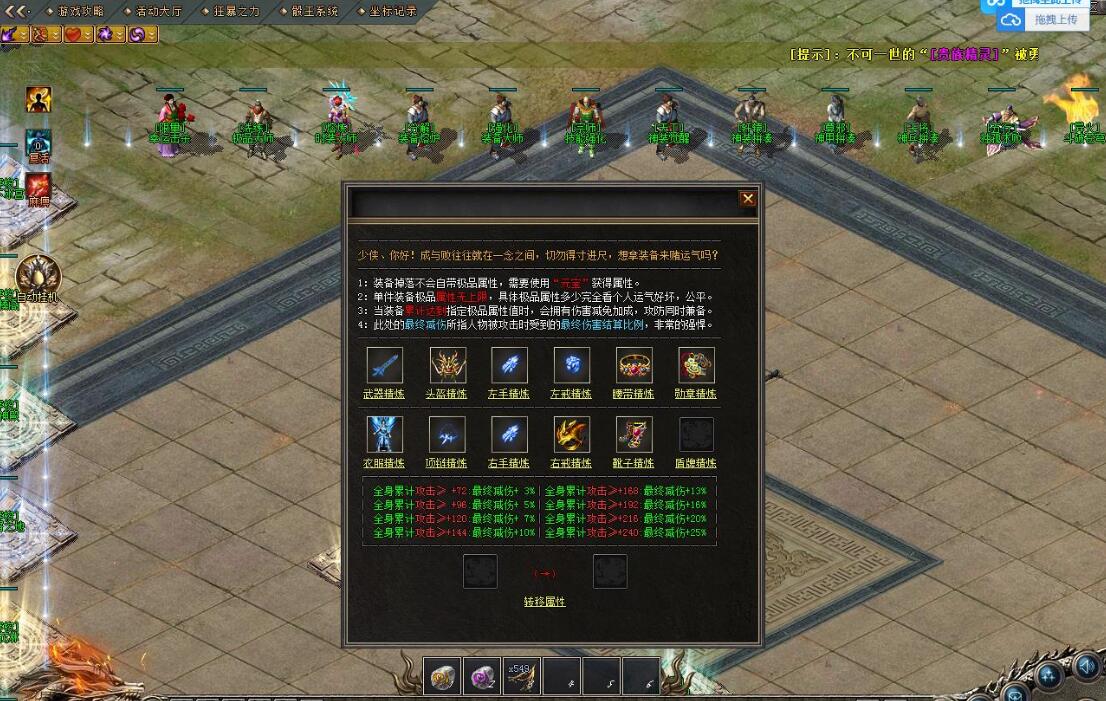 游戏攻略
活动大厅
狂暴之力
骰王系统
坐标记录
拖拽上传
[提示]：不可一世的“[贵族精灵]”被勇
自动挂机
少侠、你好！成与败往往就在一念之间，切勿得寸进尺，想拿装备来赌运气吗？
1：装备掉落不会自带极品属性，需要使用“元宝”获得属性。
2：单件装备极品属性无上限，具体极品属性多少完全看个人运气好坏，公平。
3：当装备累计达到指定极品属性值时，会拥有伤害减免加成，攻防同时兼备。
4：此处的最终减伤所指人物被攻击时受到的最终伤害结算比例，非常的强悍。
武器精炼 头盔精炼 左手精炼 左戒精炼 腰带精炼 勋章精炼
衣服精炼 项链精炼 右手精炼 右戒精炼 靴子精炼 盾牌精炼
全身累计攻击≥ +72:最终减伤+ 3%|全身累计攻击≥+168:最终减伤+13%
全身累计攻击≥ +96:最终减伤+ 5%|全身累计攻击≥+192:最终减伤+16%
全身累计攻击≥+120:最终减伤+ 7%|全身累计攻击≥+216:最终减伤+20%
全身累计攻击≥+144:最终减伤+10%|全身累计攻击≥+240:最终减伤+25%
(→)
转移属性
x549
4
5
6